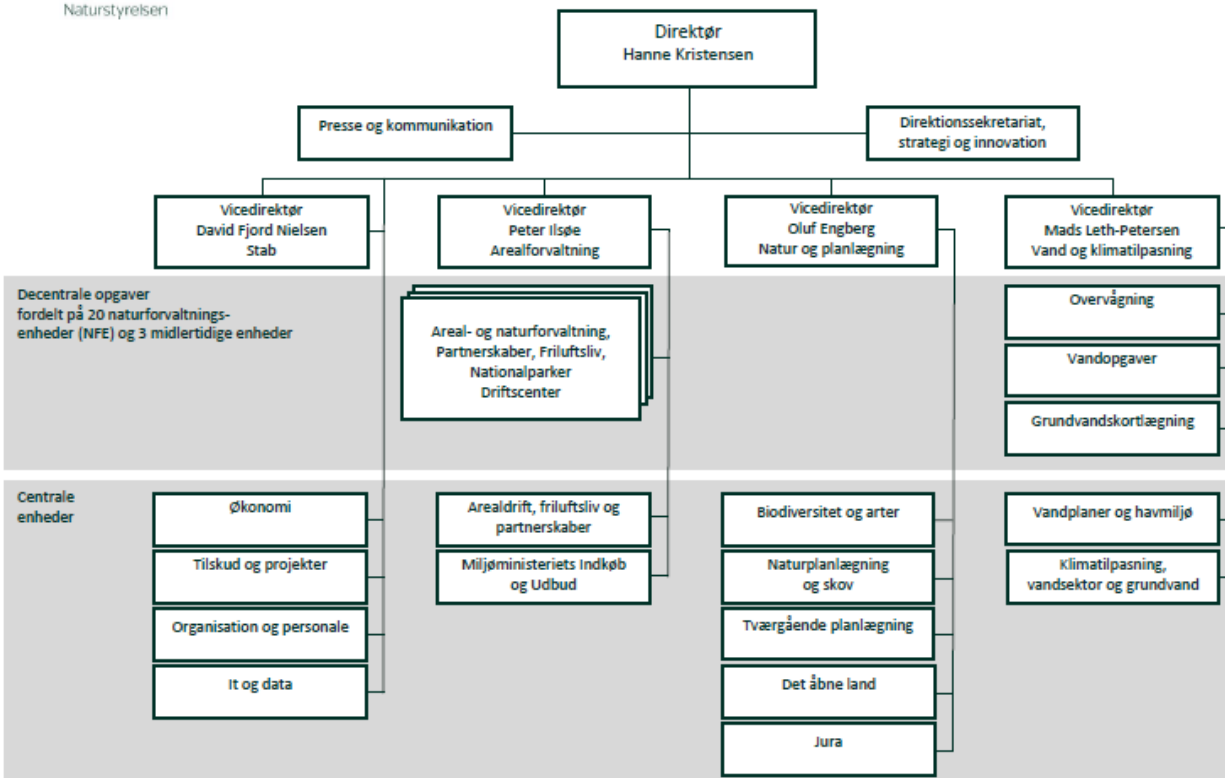 Naturstyrelsen
Direktør
Hanne Kristensen
Presse og kommunikation
Direktionssekretariat,
strategi og innovation
Vicedirektør
David Fjord Nielsen
Stab
Vicedirektør
Peter Ilsøe
Arealforvaltning
Vicedirektør
Oluf Engberg
Natur og planlægning
Vicedirektør
Mads Leth-Petersen
Vand og klimatilpasning
Decentrale opgaver
fordelt på 20 naturforvaltnings-
enheder (NFE) og 3 midlertidige enheder
Areal- og naturforvaltning,
Partnerskaber, Friluftsliv,
Nationalparker
Driftscenter
Overvågning
Vandopgaver
Grundvandskortlægning
Centrale
enheder
Økonomi
Tilskud og projekter
Organisation og personale
It og data
Arealdrift, friluftsliv og
partnerskaber
Miljøministeriets Indkøb
og Udbud
Biodiversitet og arter
Naturplanlægning
og skov
Tværgående planlægning
Det åbne land
Jura
Vandplaner og havmiljø
Klimatilpasning,
vandsektor og grundvand